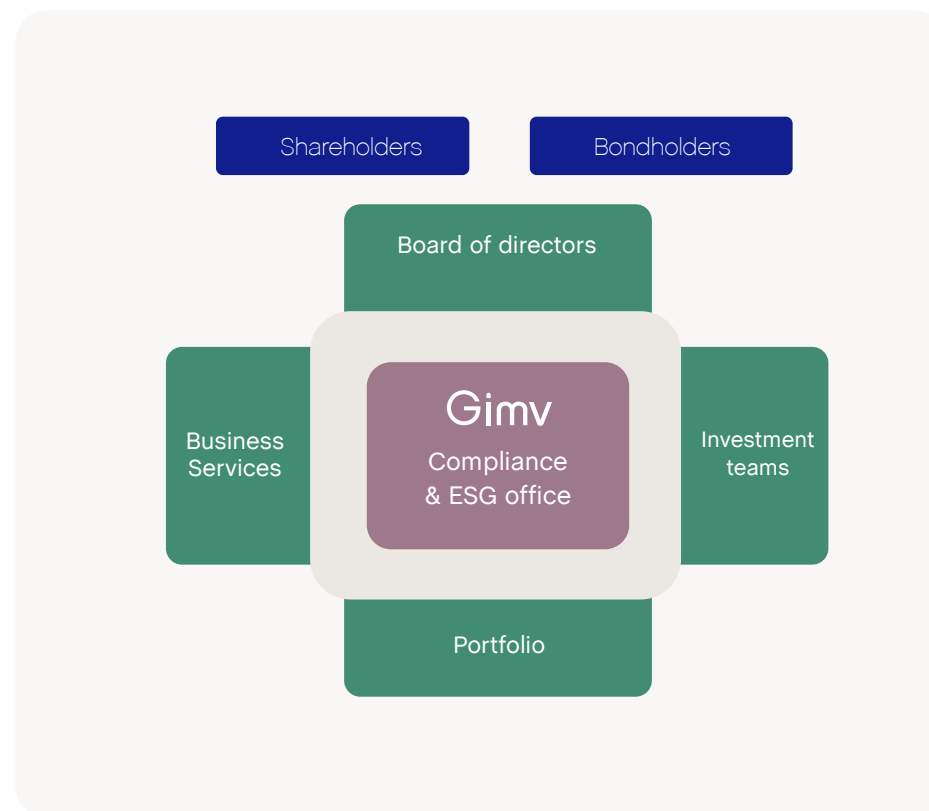 Shareholders
Bondholders
Board of directors
Business
Services
Gimv
Compliance
& ESG office
Investment
teams
Portfolio